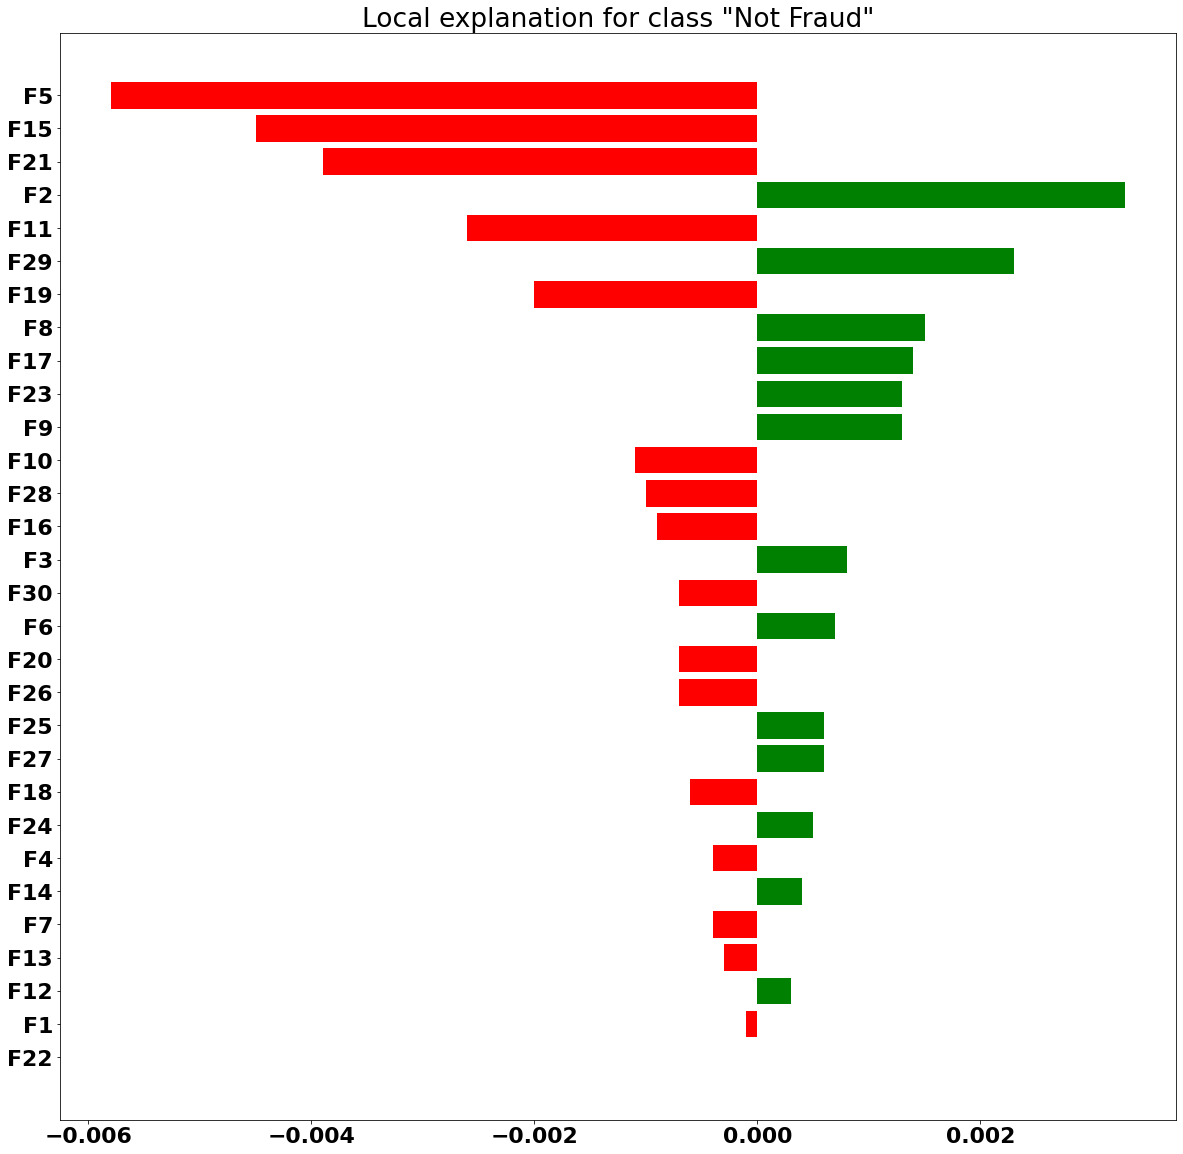 Local explanation for class "Not Fraud"
F5
F15
F21
F2
F11
F29
F19
F8
F17
F23
F9
F10
F28
F16
F3
F30
F6
F20
F26
F25
F27
F18
F24
F4
F14
F7
F13
F12
F1
F22
−0.006 −0.004 −0.002 0.000 0.002